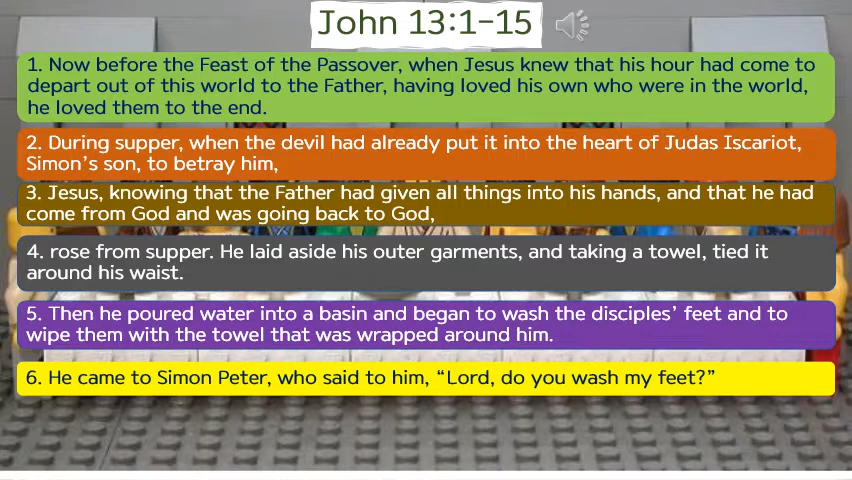 John 13:1-15
1. Now before the Feast of the Passover, when Jesus knew that his hour had come to
depart out of this world to the Father, having loved his own who were in the world,
he loved them to the end.
2. During supper, when the devil had already put it into the heart of Judas Iscariot,
Simon's son, to betray him,
3. Jesus, knowing that the Father had given all things into his hands, and that he had
come from God and was going back to God,
4. rose from supper. He laid aside his outer garments, and taking a towel, tied it
around his waist.
5. Then he poured water into a basin and began to wash the disciples' feet and to
wipe them with the towel that was wrapped around him.
6. He came to Simon Peter, who said to him, “Lord, do you wash my feet?”